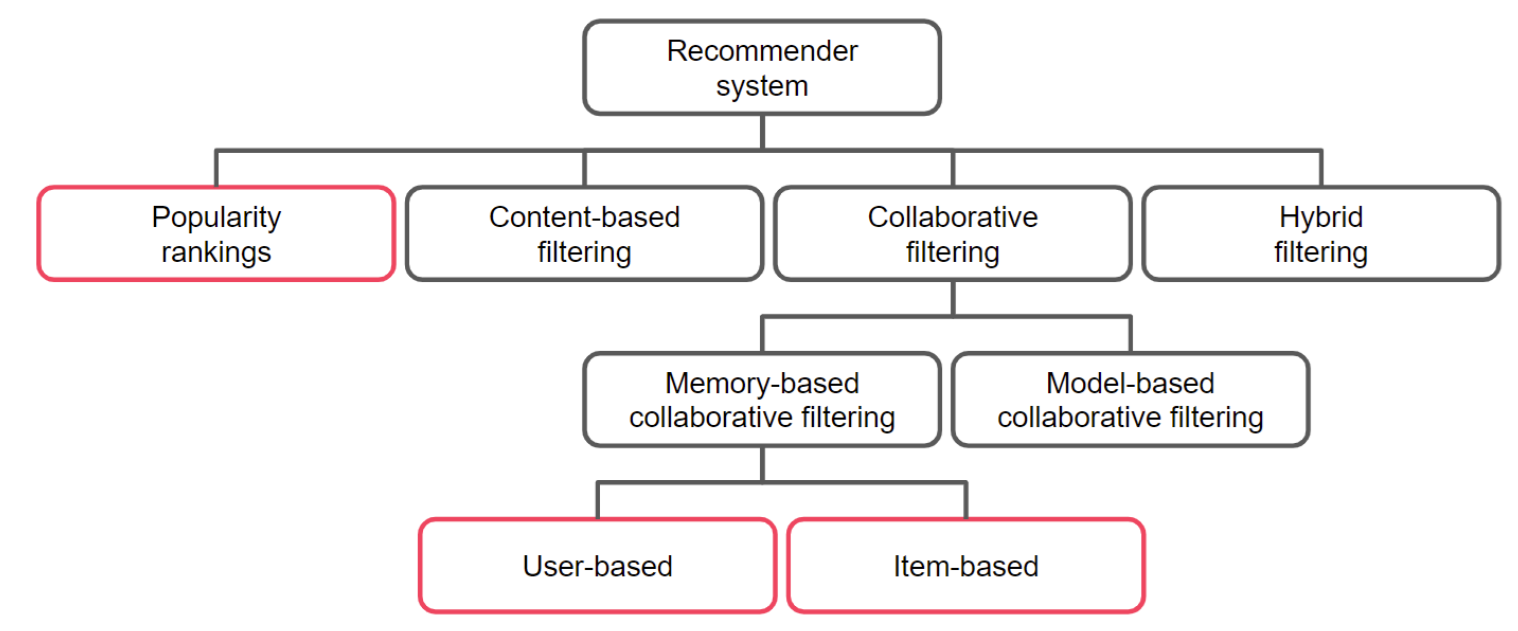 Recommender
system
Popularity
rankings
Content-based
filtering
Collaborative
filtering
Hybrid
filtering
Memory-based
collaborative filtering
Model-based
collaborative filtering
User-based
Item-based